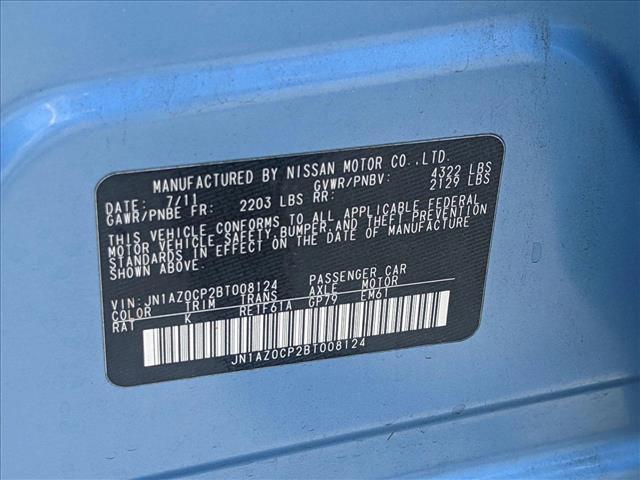 MANUFACTURED BY NISSAN MOTOR CO.,LTD.
DATE: 7/11 GVWR/PNBV: 4322 LBS
GAWR/PNBE FR: 2203 LBS RR: 2129 LBS
THIS VEHICLE CONFORMS TO ALL APPLICABLE FEDERAL
MOTOR VEHICLE SAFETY,BUMPER,AND THEFT PREVENTION
STANDARDS IN EFFECT ON THE DATE OF MANUFACTURE
SHOWN ABOVE.
VIN: JN1AZ0CP2BT008124 PASSENGER CAR
COLOR TRIM TRANS AXLE MOTOR
RAT K RE1F61A GP79 EM61
JN1AZ0CP2BT008124